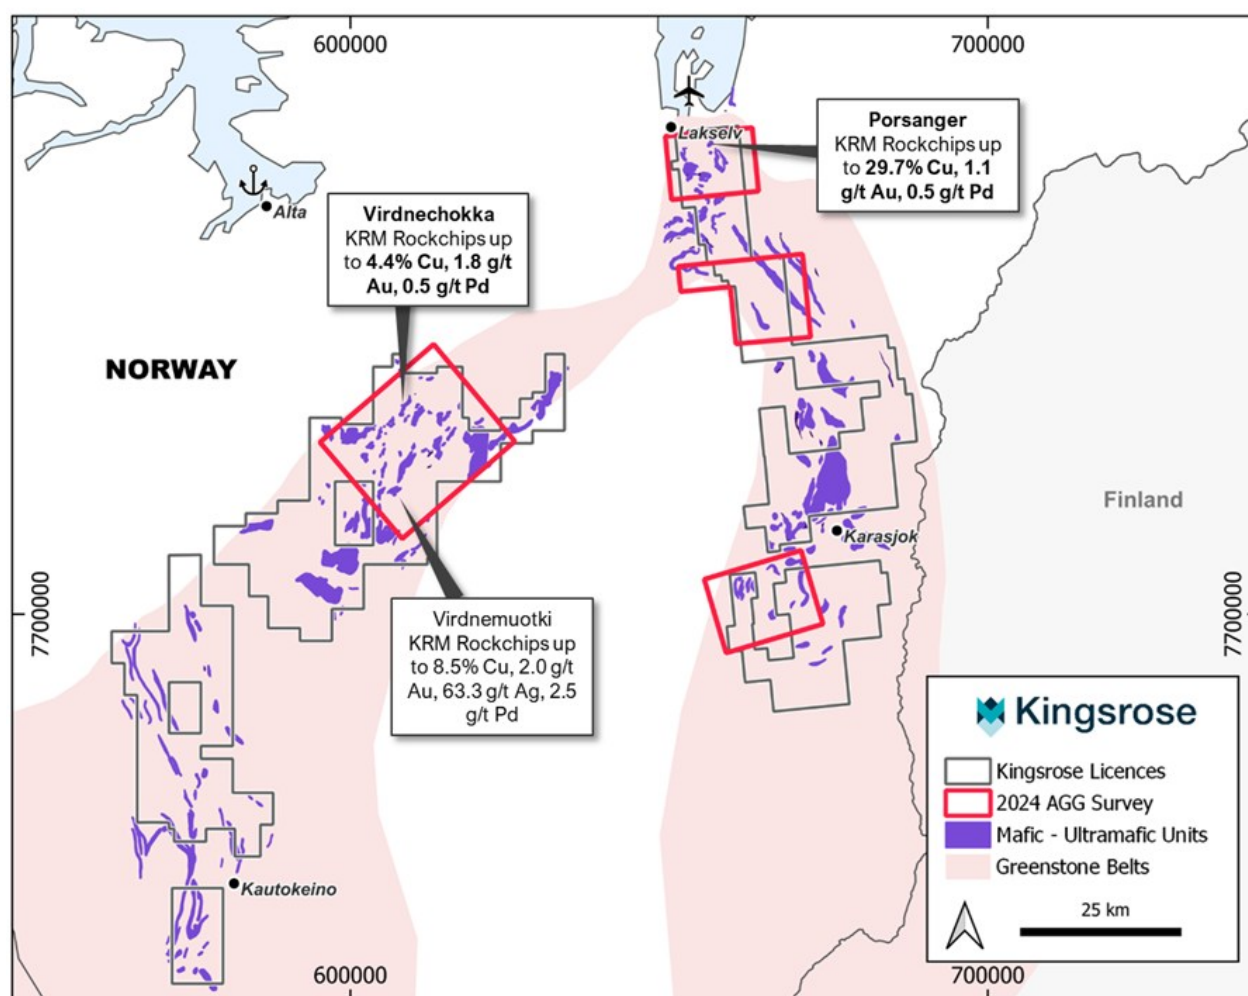 600000
700000
Lakselv
Porsanger
KRM Rockchips up
to 29.7% Cu, 1.1
g/t Au, 0.5 g/t Pd
Alta
Virdnechokka
KRM Rockchips up
to 4.4% Cu, 1.8 g/t
Au, 0.5 g/t Pd
NORWAY
Finland
Karasjok
7700000
7700000
Virdnemuotki
KRM Rockchips up
to 8.5% Cu, 2.0 g/t
Au, 63.3 g/t Ag, 2.5
g/t Pd
Kingsrose
Kingsrose Licences
2024 AGG Survey
Mafic - Ultramafic Units
Greenstone Belts
25 km
Kautokeino
600000
700000